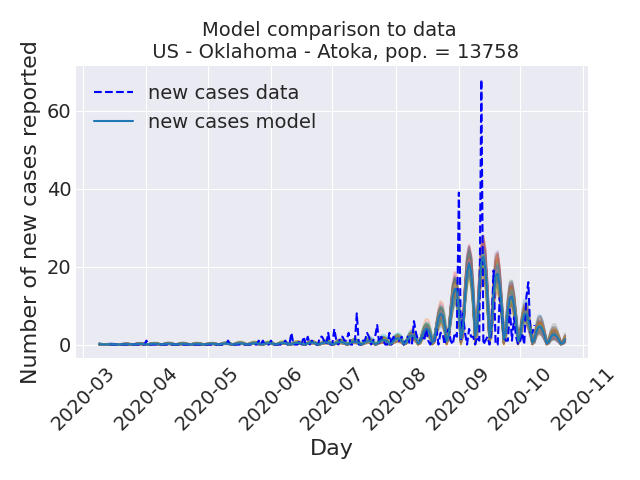 Model comparison to data
US - Oklahoma - Atoka, pop. = 13758
Number of new cases reported
60
40
20
0
new cases data
new cases model
2020-03
2020-04
2020-05
2020-06
2020-07
2020-08
2020-09
2020-10
2020-11
Day